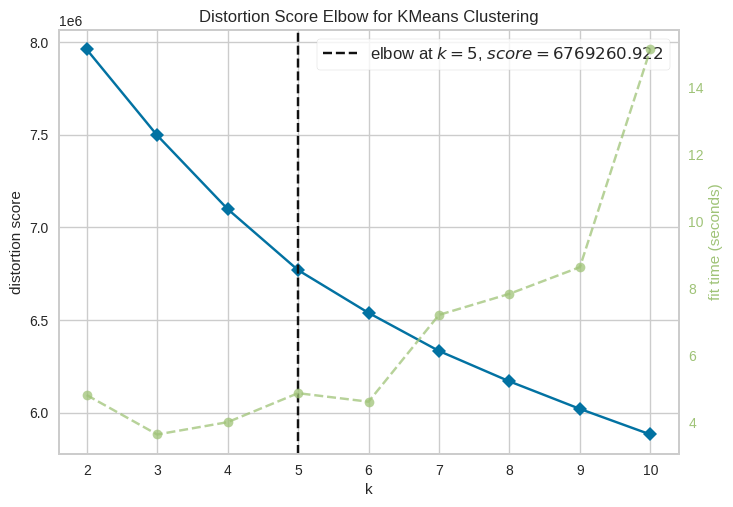 Distortion Score Elbow for KMeans Clustering
1e6
elbow at k = 5, score = 6769260.922
8.0
7.5
7.0
6.5
6.0
distortion score
14
12
10
8
6
4
fit time (seconds)
2 3 4 5 6 7 8 9 10
k